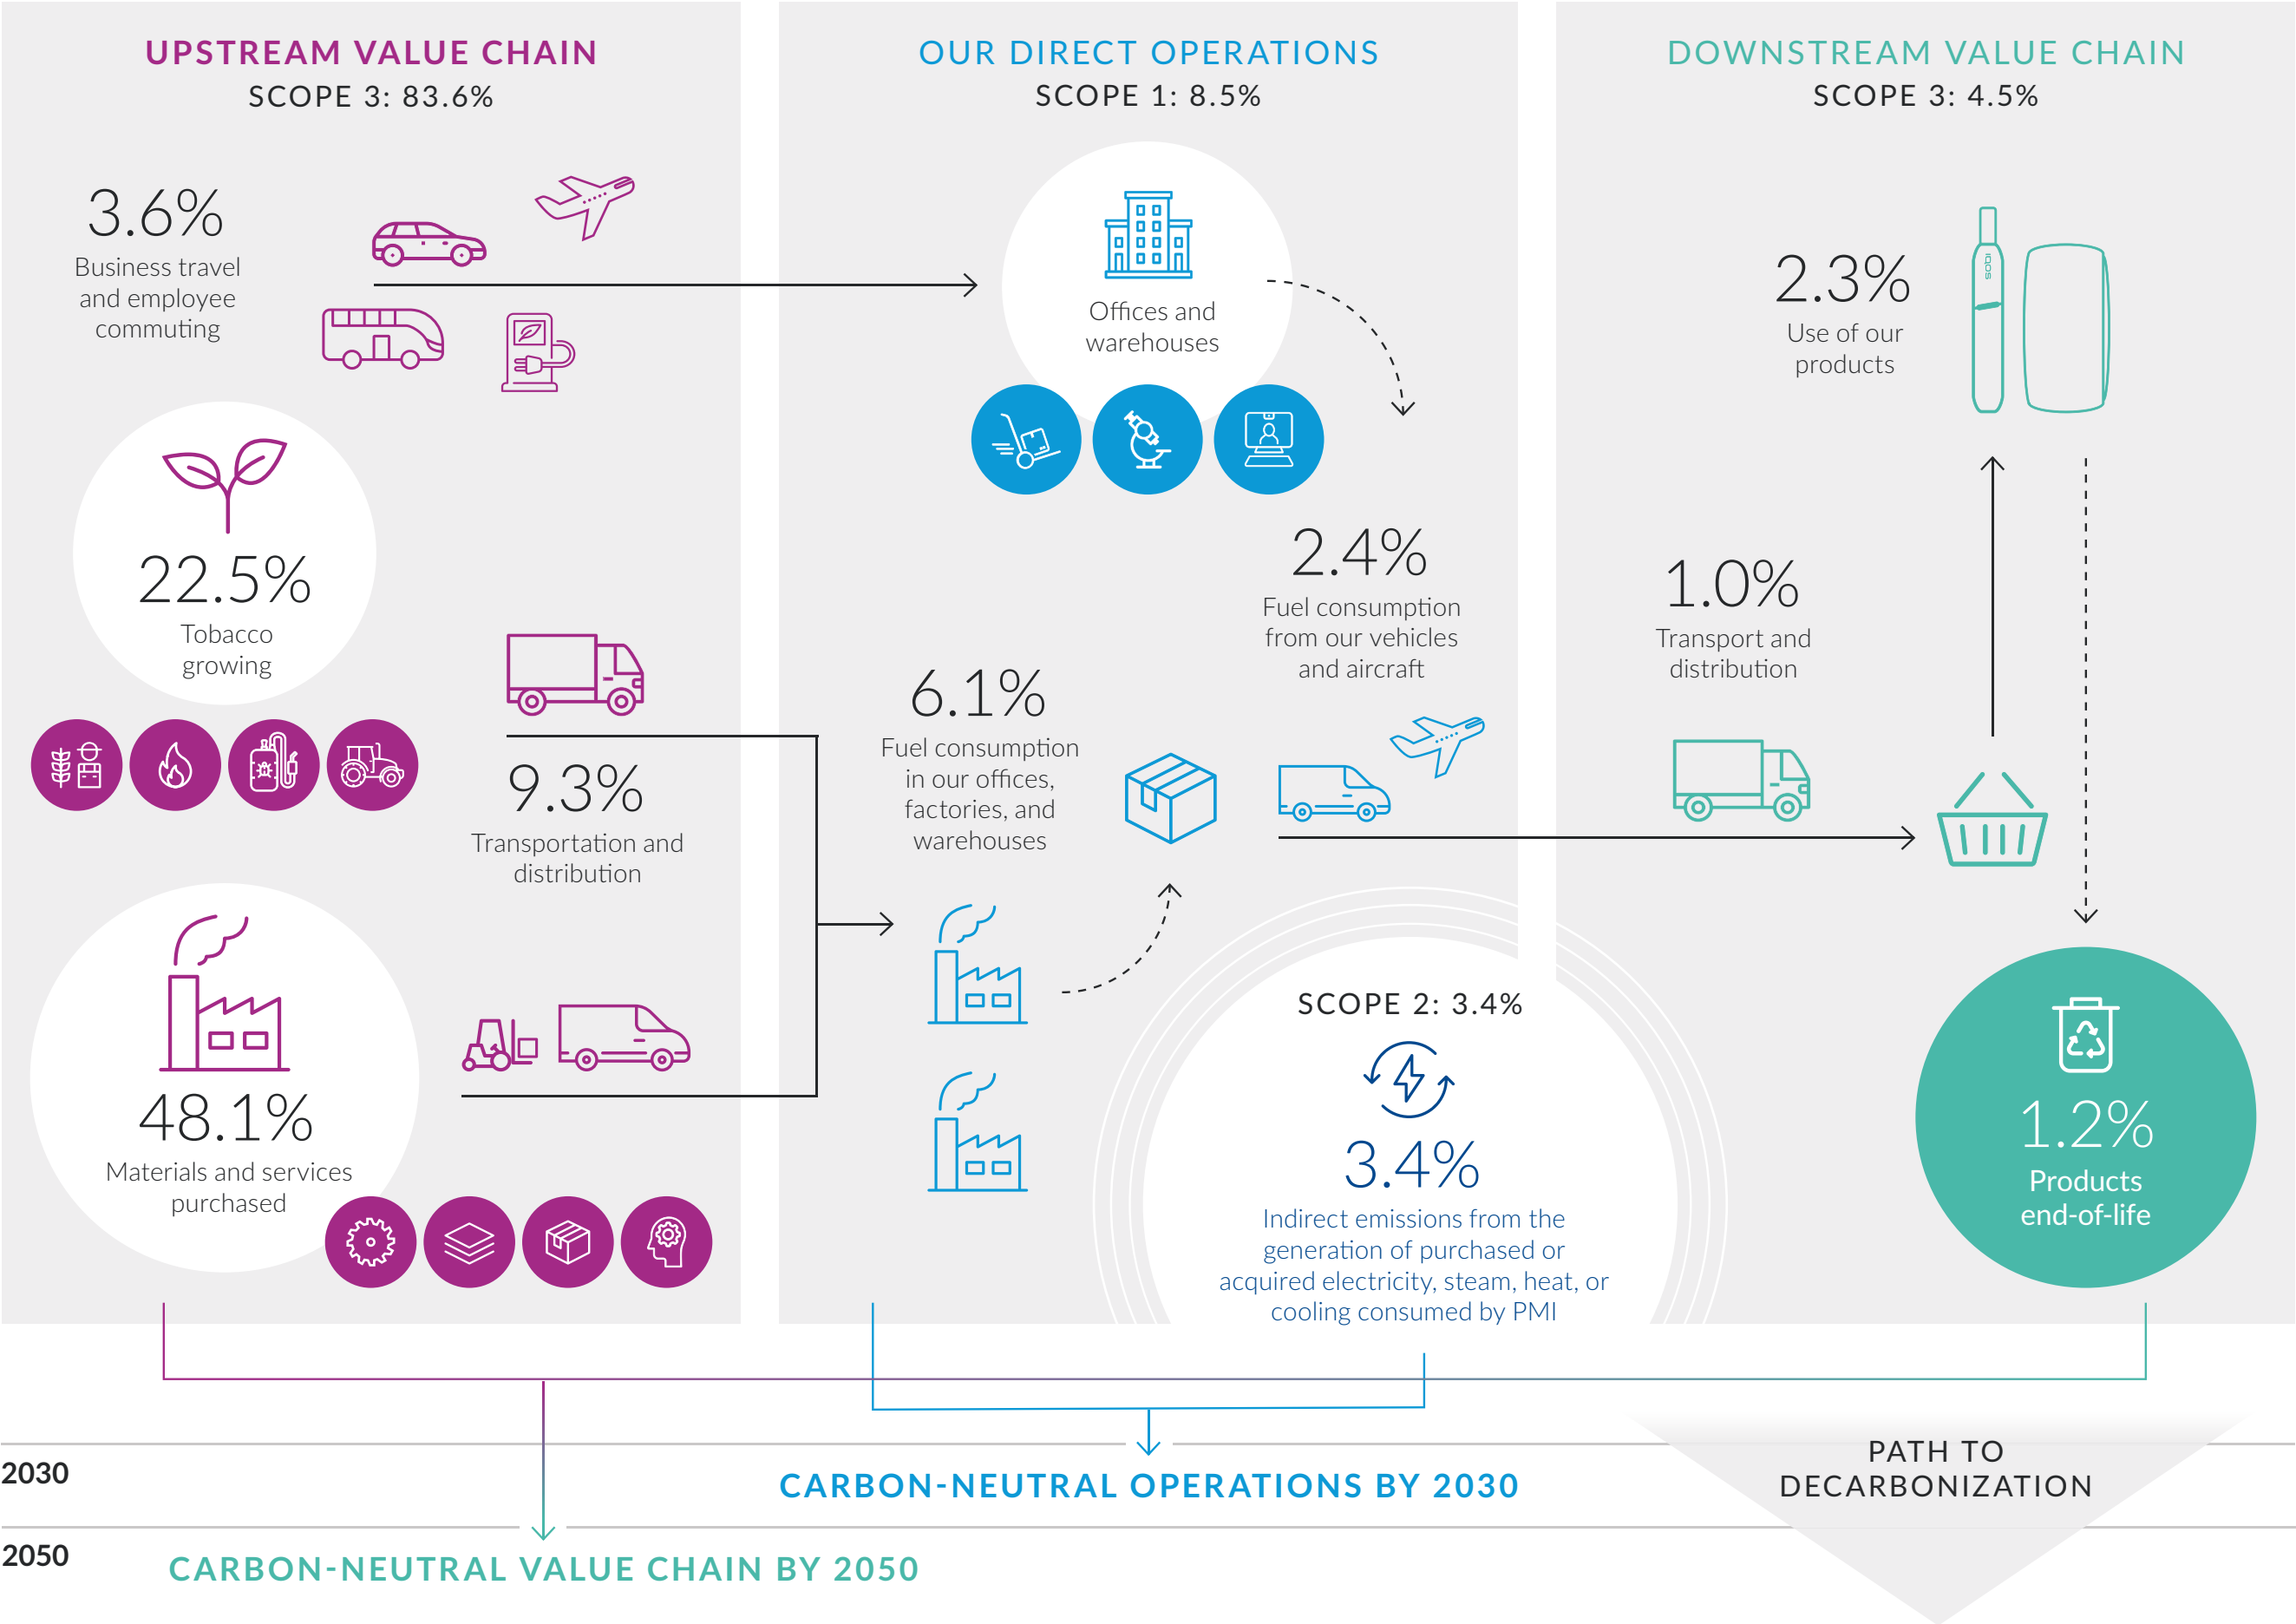 UPSTREAM VALUE CHAIN
SCOPE 3: 83.6%
3.6%
Business travel
and employee
commuting
22.5%
Tobacco
growing
9.3%
Transportation and
distribution
48.1%
Materials and services
purchased
OUR DIRECT OPERATIONS
SCOPE 1: 8.5%
Offices and
warehouses
2.4%
Fuel consumption
from our vehicles
and aircraft
6.1%
Fuel consumption
in our offices,
factories, and
warehouses
SCOPE 2: 3.4%
3.4%
Indirect emissions from the
generation of purchased or
acquired electricity, steam, heat, or
cooling consumed by PMI
DOWNSTREAM VALUE CHAIN
SCOPE 3: 4.5%
2.3%
Use of our
products
IQOS
1.0%
Transport and
distribution
1.2%
Products
end-of-life
2030
CARBON-NEUTRAL OPERATIONS BY 2030
PATH TO
DECARBONIZATION
2050
CARBON-NEUTRAL VALUE CHAIN BY 2050